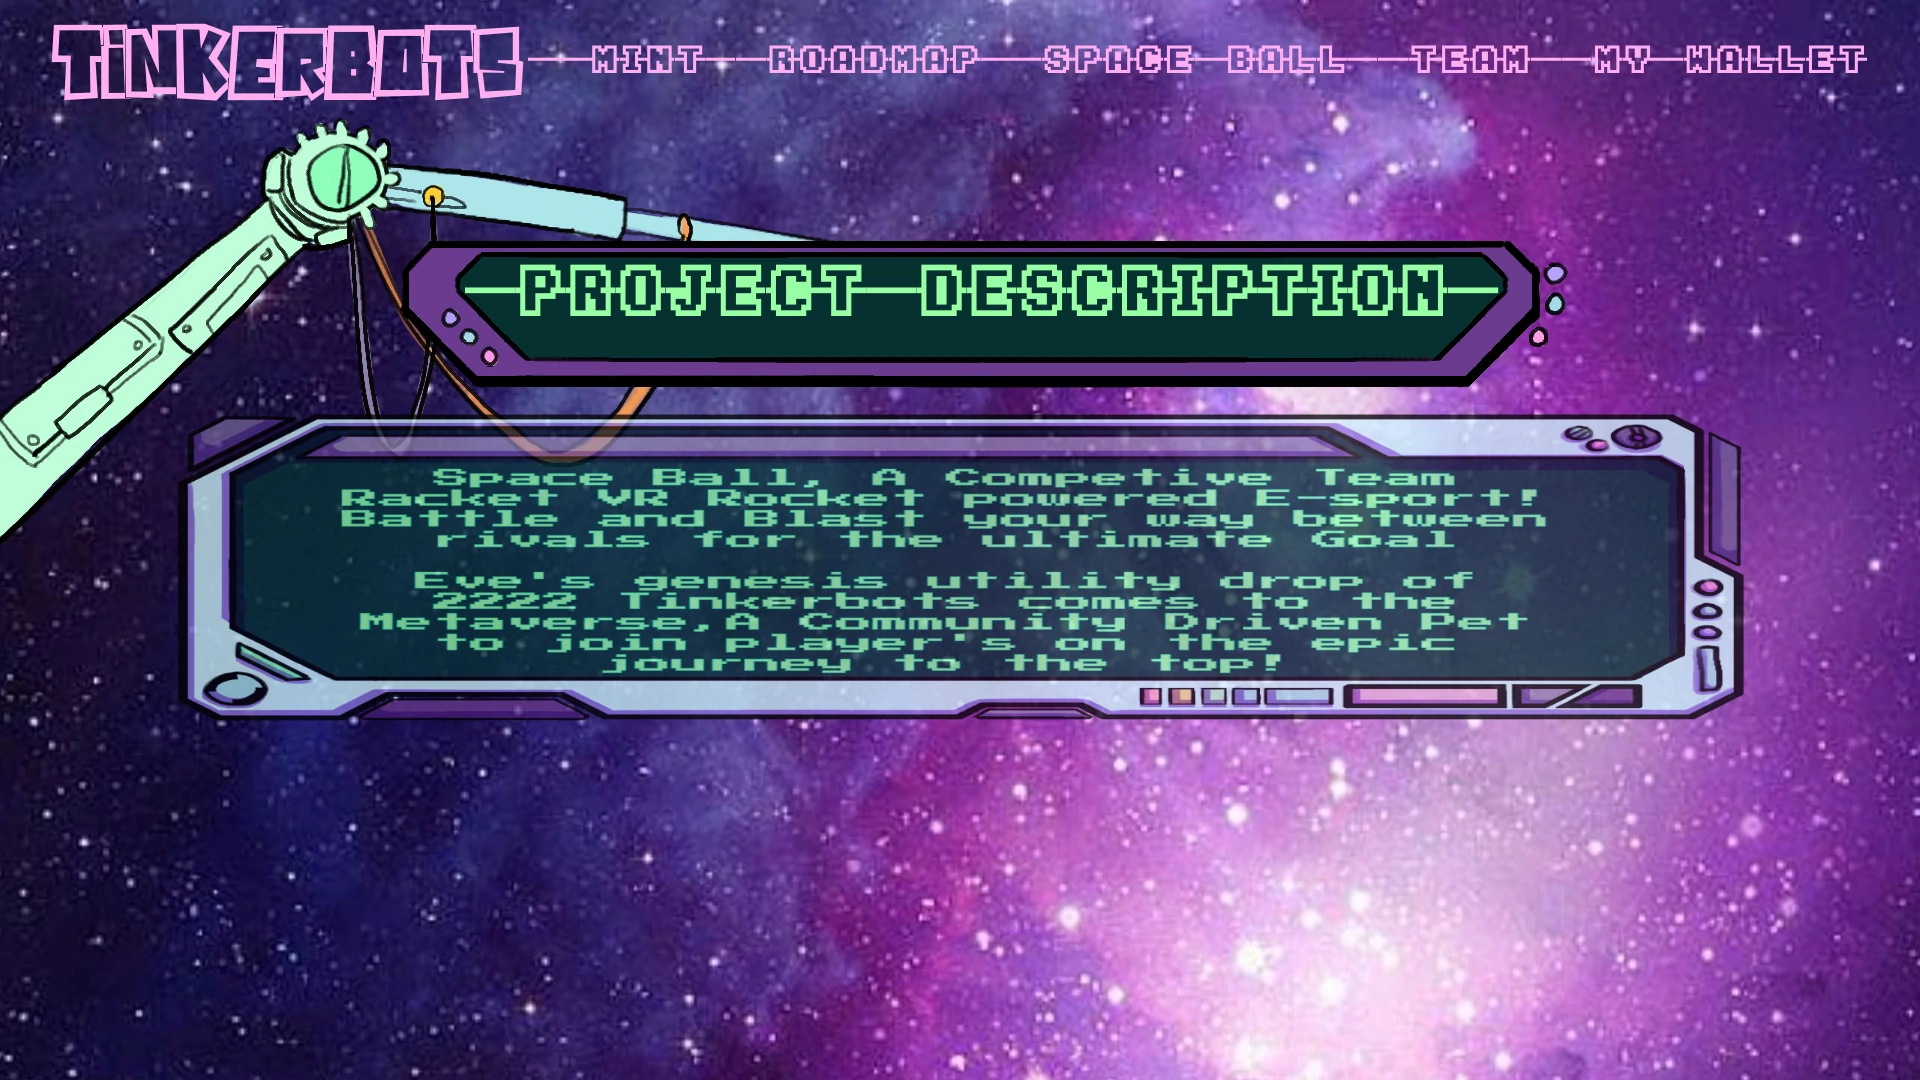 TiNKERBOTS
MINT ROADMAP SPACE BALL TEAM MY WALLET
PROJECT DESCRIPTION
Space Ball, A Competive Team
Racket VR Rocket powered E-sport!
Battle and Blast your way between
rivals for the ultimate Goal
Eve's genesis utility drop of
2222 Tinkerbots comes to the
Metaverse,A Community Driven Pet
to join player's on the epic
journey to the top!